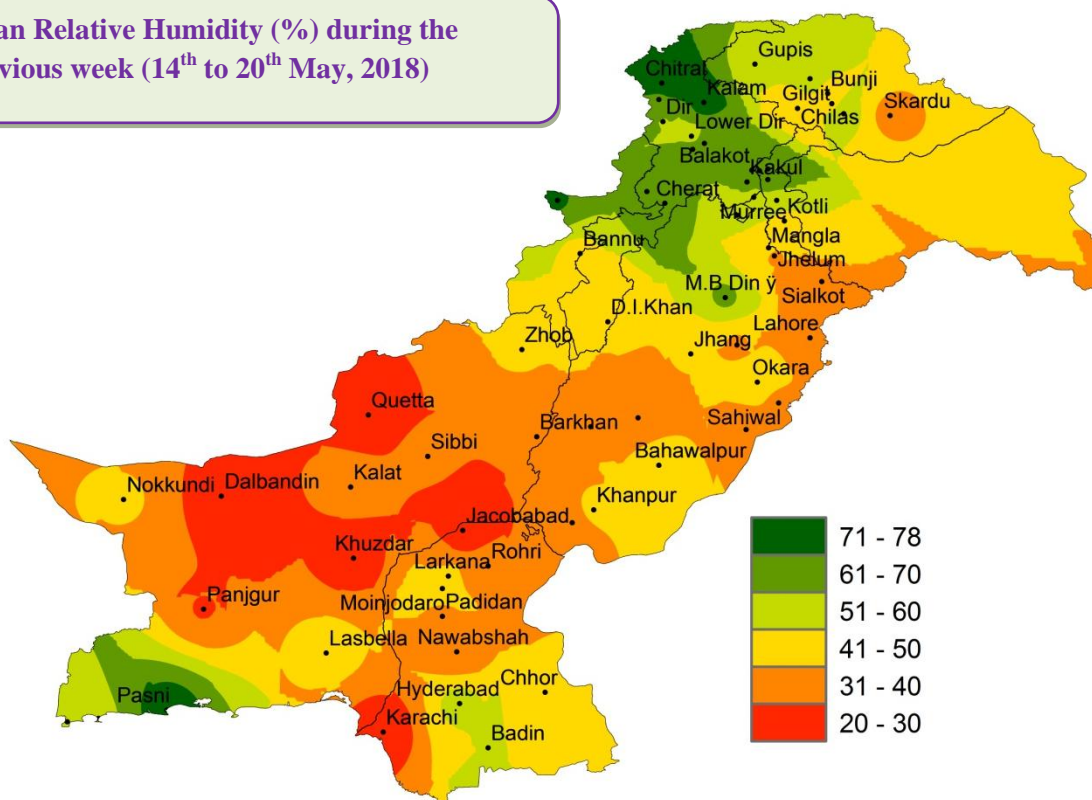 an Relative Humidity (%) during the
vious week (14th to 20th May, 2018)
Gupis
Chitral
Bunji
Kalam
Gilgit
Skardu
Dir
Chilas
Lower Dir
Balakot
Kakul
Cherat
Murree
Kotli
Bannu
Mangla
Jhelum
M.B Din ÿ
Sialkot
D.I.Khan
Lahore
Zhob
Jhang
Okara
Quetta
Barkhan
Sahiwal
Sibbi
Bahawalpur
Kalat
Nokkundi
Dalbandin
Khanpur
Jacobabad
71 - 78
Khuzdar
Rohri
Larkana
61 - 70
Panjgur
Moinjodaro
Padidan
51 - 60
Lasbella
Nawabshah
41 - 50
Chhor
Pasni
Hyderabad
31 - 40
Karachi
Badin
20 - 30